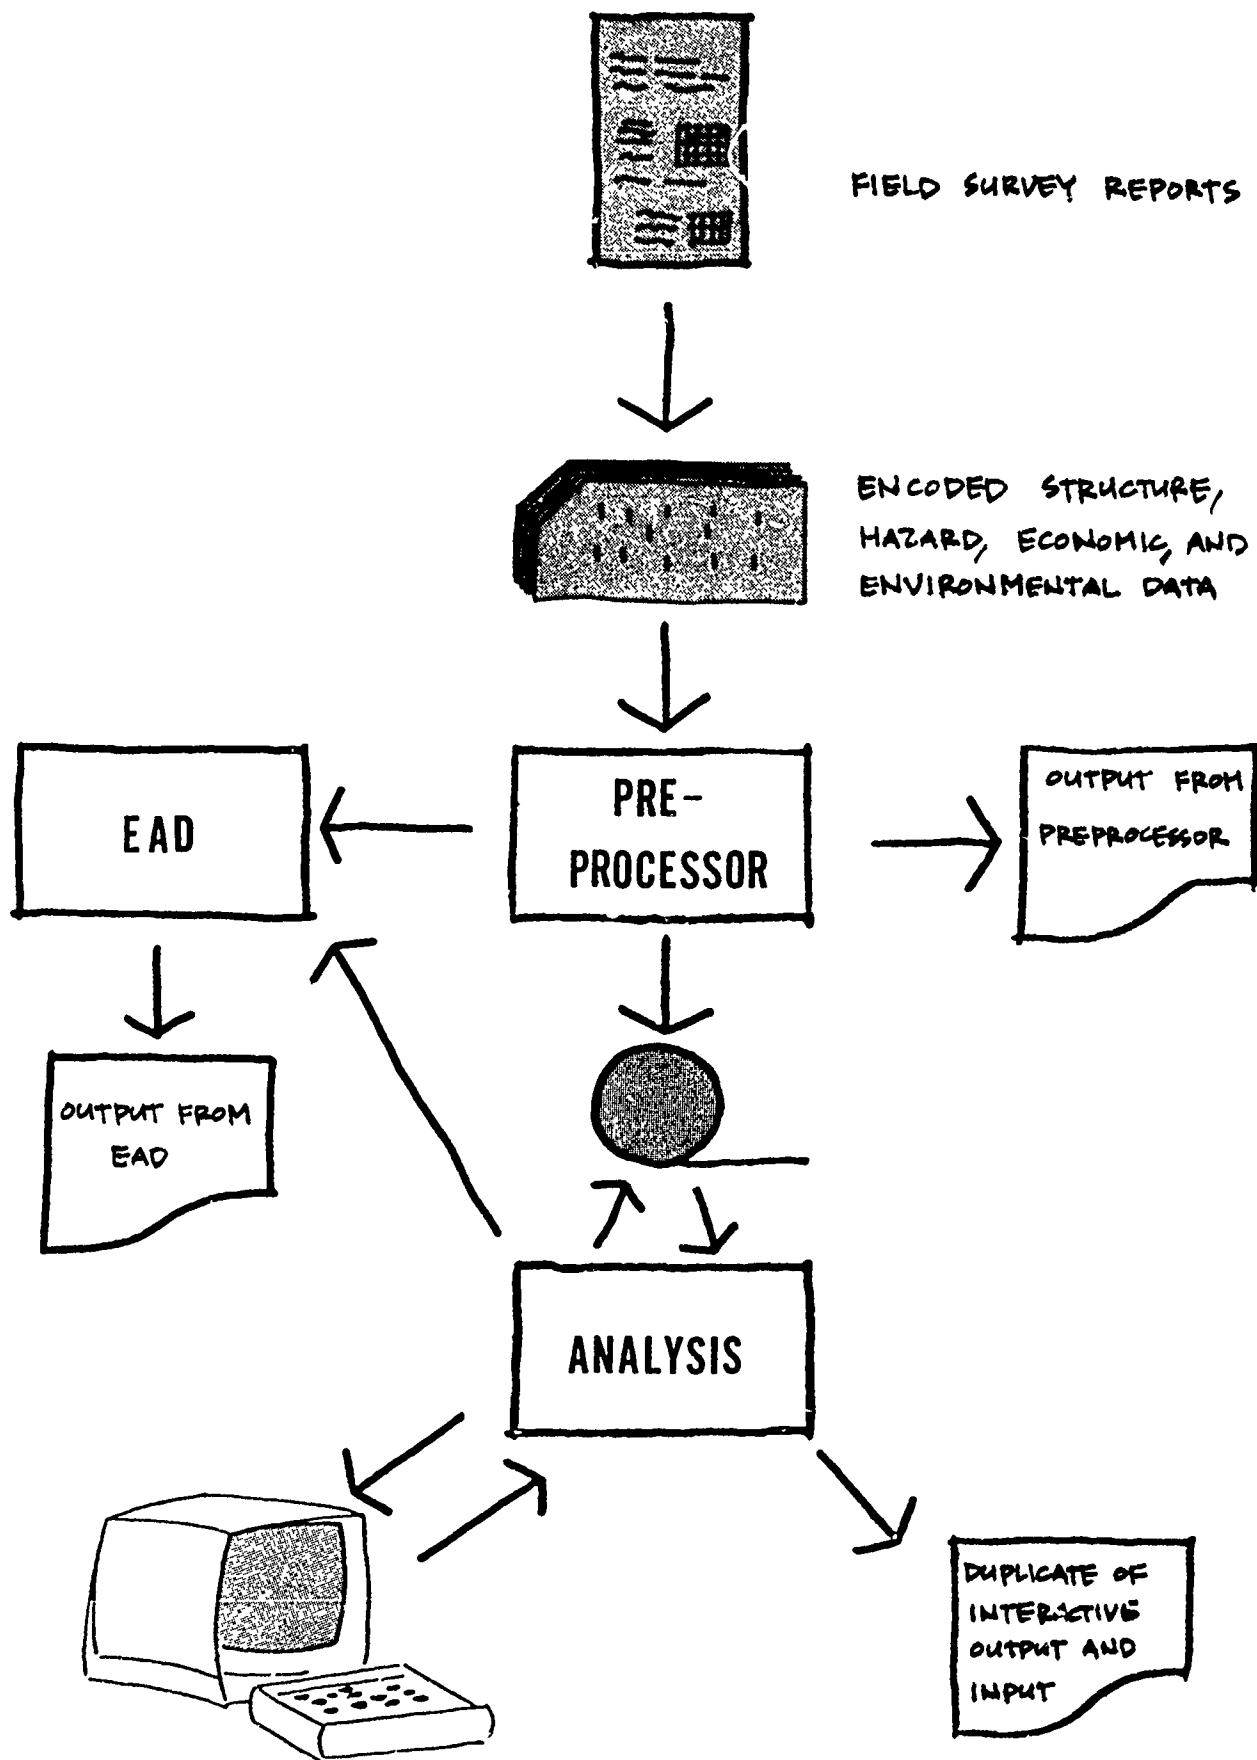 FIELD SURVEY REPORTS
ENCODED STRUCTURE,
HAZARD, ECONOMIC, AND
ENVIRONMENTAL DATA
EAD
PRE-
PROCESSOR
OUTPUT FROM
PREPROCESSOR
OUTPUT FROM
EAD
ANALYSIS
DUPLICATE OF
INTERACTIVE
OUTPUT AND
INPUT